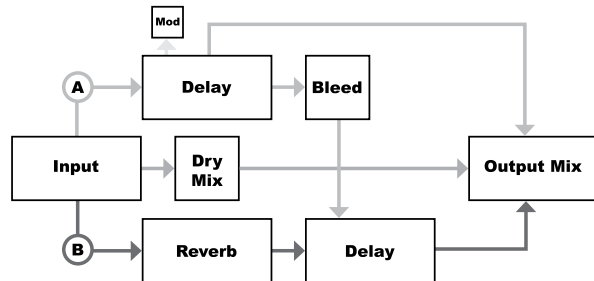 Mod
A
Delay
Bleed
Input
Dry
Mix
Output Mix
B
Reverb
Delay